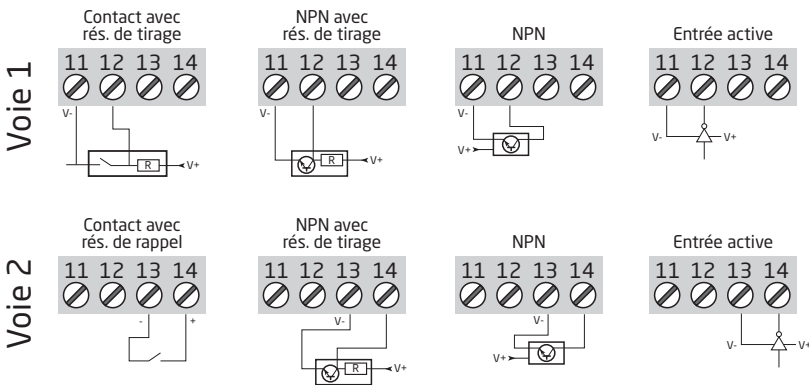 Voie 1
Contact avec
rés. de tirage
11 12 13 14
V-
R
V+
NPN avec
rés. de tirage
11 12 13 14
V-
R
V+
NPN
11 12 13 14
V-
V+
Entrée active
11 12 13 14
V-
V+
Voie 2
Contact avec
rés. de rappel
11 12 13 14
- +
NPN avec
rés. de tirage
11 12 13 14
V-
R
V+
NPN
11 12 13 14
V-
V+
Entrée active
11 12 13 14
V-
V+